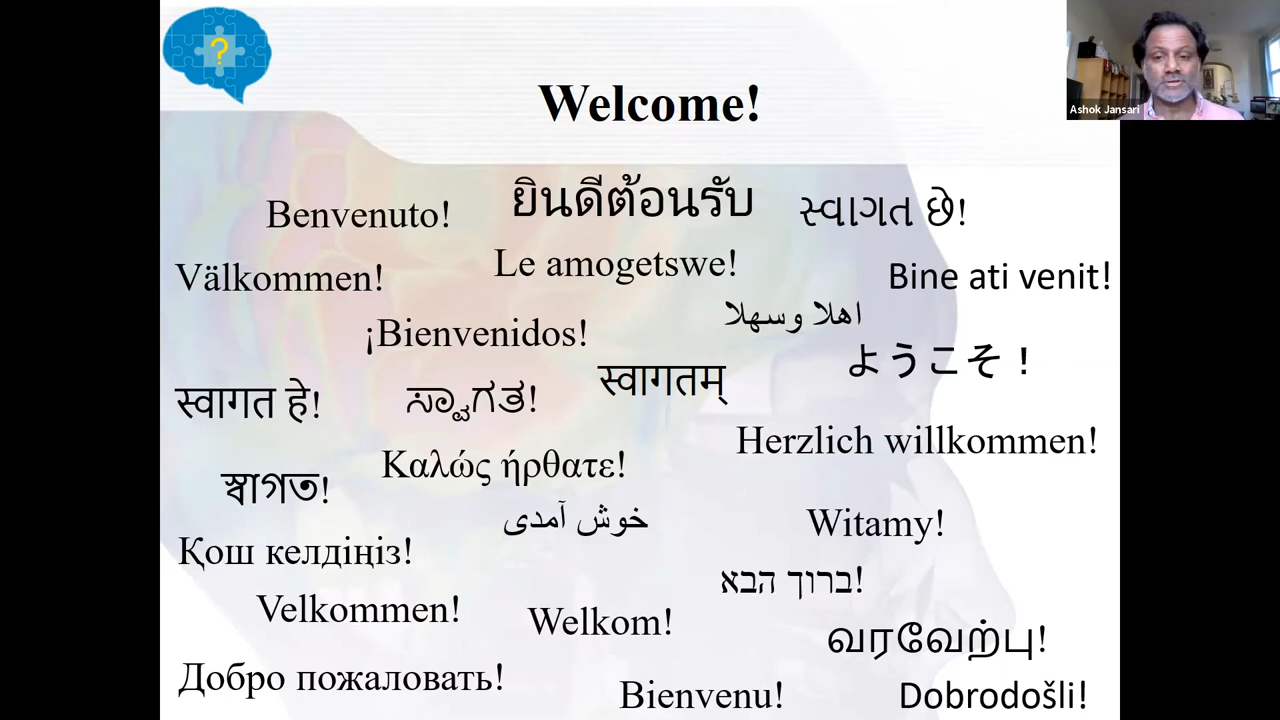 ?
Ashok Jansari
Welcome!
Benvenuto!
ยินดีต้อนรับ
સ્વાગત છે!
Välkommen!
Le amogetswe!
Bine ati venit!
¡Bienvenidos!
اهلا وسهلا
ようこそ！
स्वागत हे!
ಸ್ವಾಗತ!
स्वागतम्
Herzlich willkommen!
Καλώς ήρθατε!
স্বাগত!
خوش آمدی
Witamy!
Қош келдіңіз!
ברוך הבא!
Velkommen!
Welkom!
வரவேற்பு!
Добро пожаловать!
Bienvenu!
Dobrodošli!